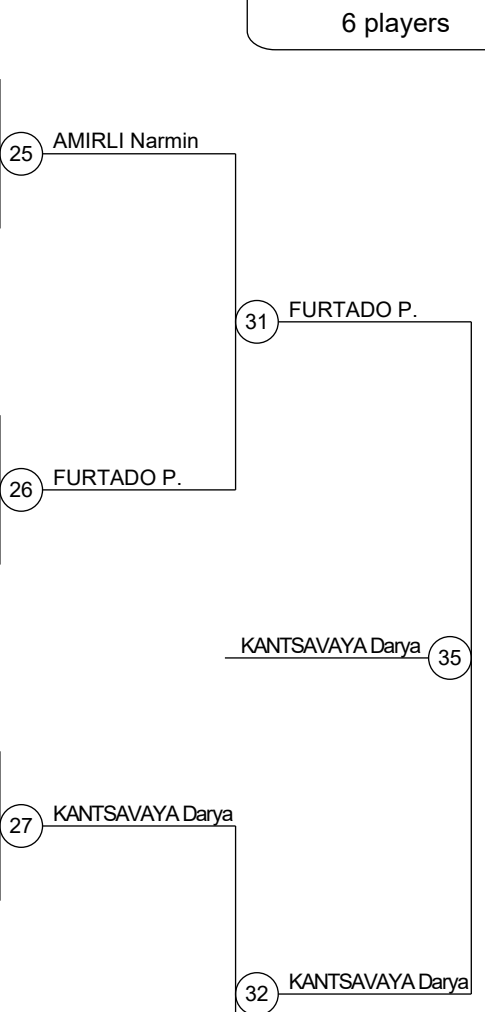 6 players
25 AMIRLI Narmin
31 FURTADO P.
26 FURTADO P.
KANTSAVAYA Darya 35
27 KANTSAVAYA Darya
32 KANTSAVAYA Darya